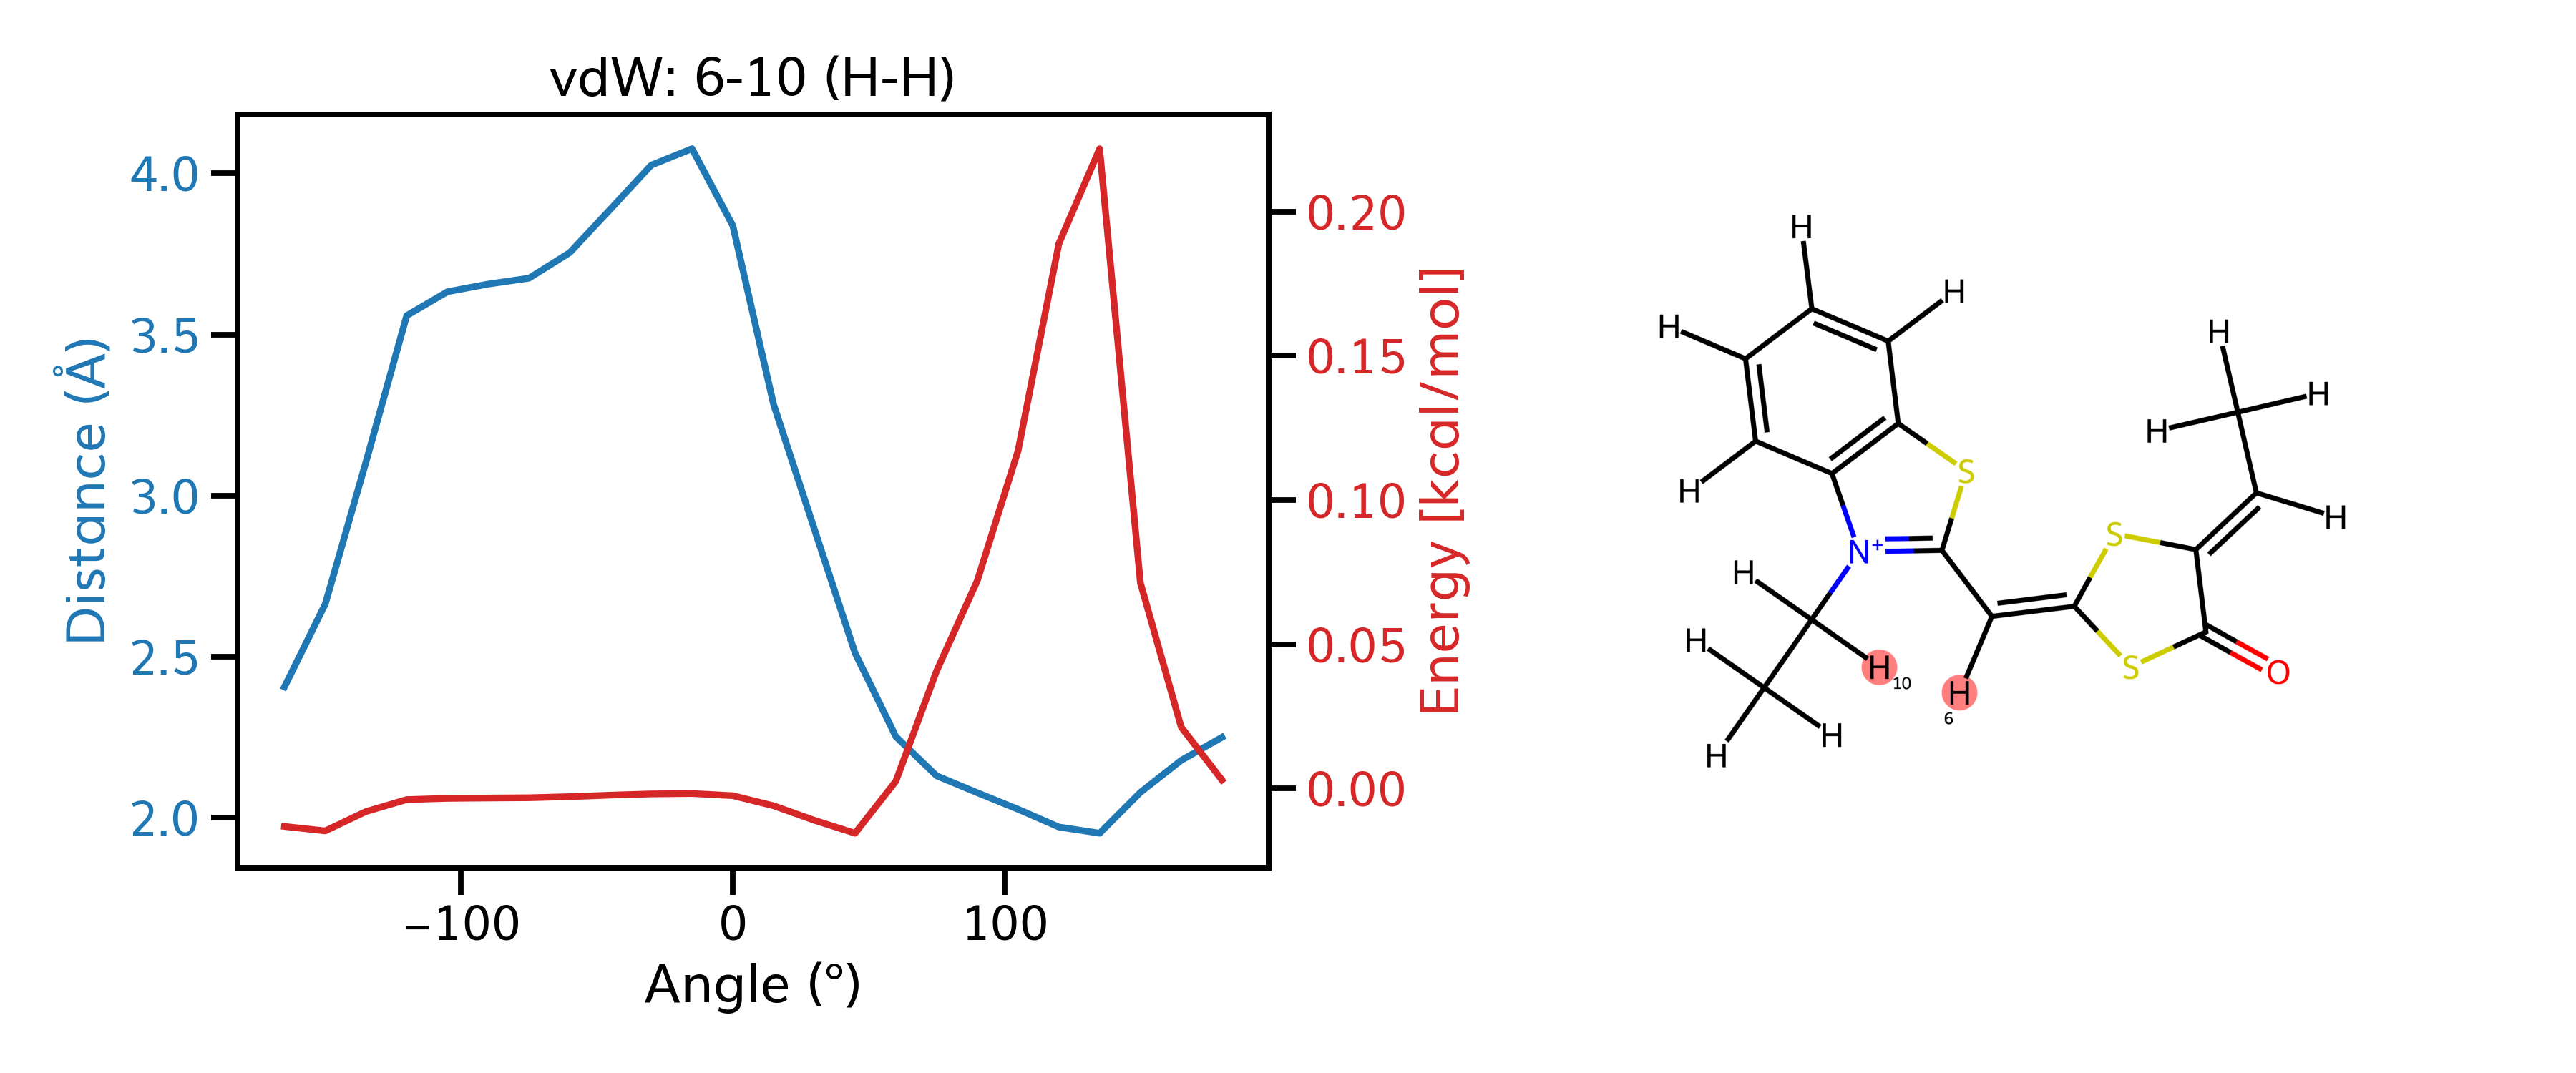 vdW: 6-10 (H-H)
4.0
3.5
3.0
2.5
2.0
Distance (Å)
0.20
0.15
0.10
0.05
0.00
Energy [kcal/mol]
−100 0 100
Angle (°)
H
H
H
H
H
H
S
H
H
S
H
N+
H
H
H 10
H 6
S
O
H
H